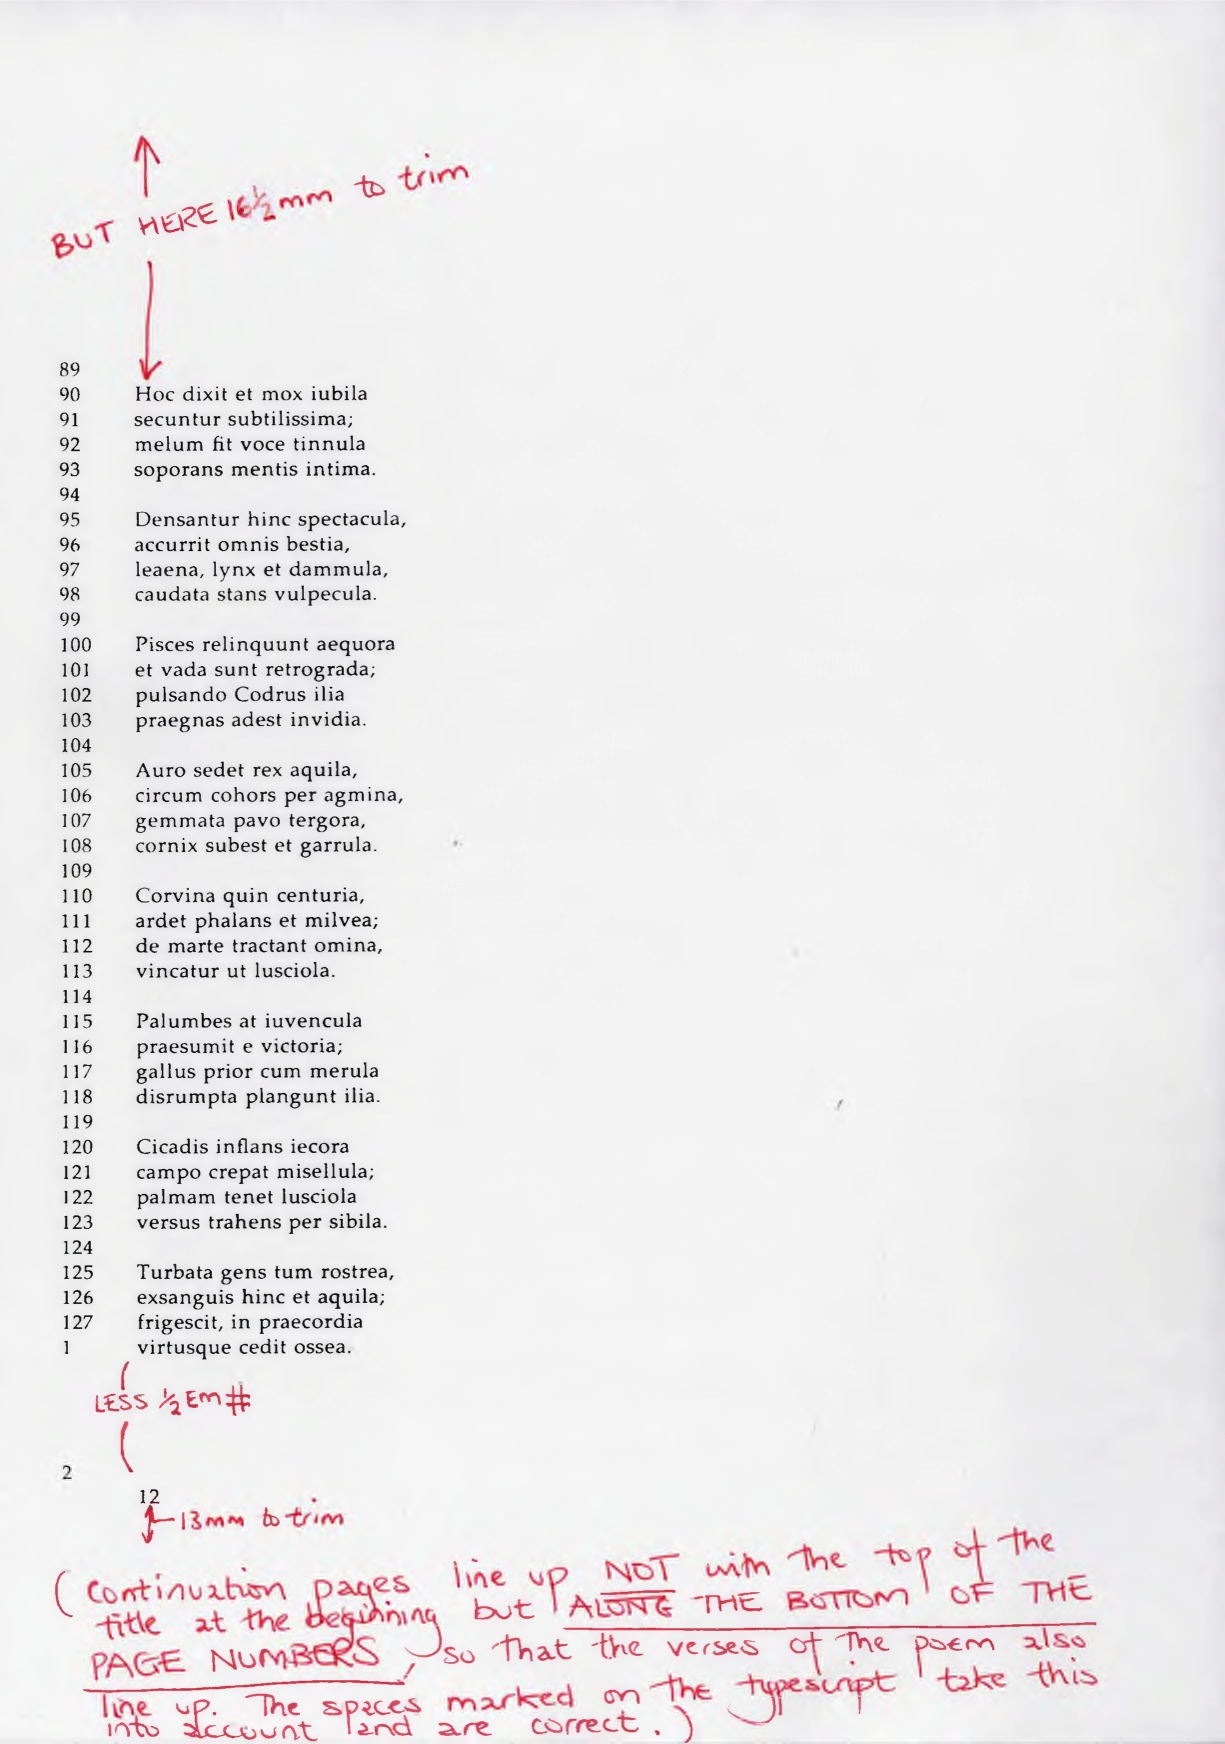 BUT HERE 16½mm to trim
89
90 Hoc dixit et mox iubila
91 secuntur subtilissima;
92 melum fit voce tinnula
93 soporans mentis intima.
94
95 Densantur hinc spectacula,
96 accurrit omnis bestia,
97 leaena, lynx et dammula,
98 caudata stans vulpecula.
99
100 Pisces relinquunt aequora
101 et vada sunt retrograda;
102 pulsando Codrus ilia
103 praegnas adest invidia.
104
105 Auro sedet rex aquila,
106 circum cohors per agmina,
107 gemmata pavo tergora,
108 cornix subest et garrula.
109
110 Corvina quin centuria,
111 ardet phalans et milvea;
112 de marte tractant omina,
113 vincatur ut lusciola.
114
115 Palumbes at iuvencula
116 praesumit e victoria;
117 gallus prior cum merula
118 disrumpta plangunt ilia.
119
120 Cicadis inflans iecora
121 campo crepat misellula;
122 palmam tenet lusciola
123 versus trahens per sibila.
124
125 Turbata gens tum rostrea,
126 exsanguis hinc et aquila;
127 frigescit, in praecordia
1 virtusque cedit ossea.
LESS ½ Em #
2
12
13mm to trim
(Continuation pages line up NOT with the top of the
title at the beginning but ALONG THE BOTTOM OF THE
PAGE NUMBERS, so that the verses of the poem also
line up. The spaces marked on the typescript take this
into account and are correct.)